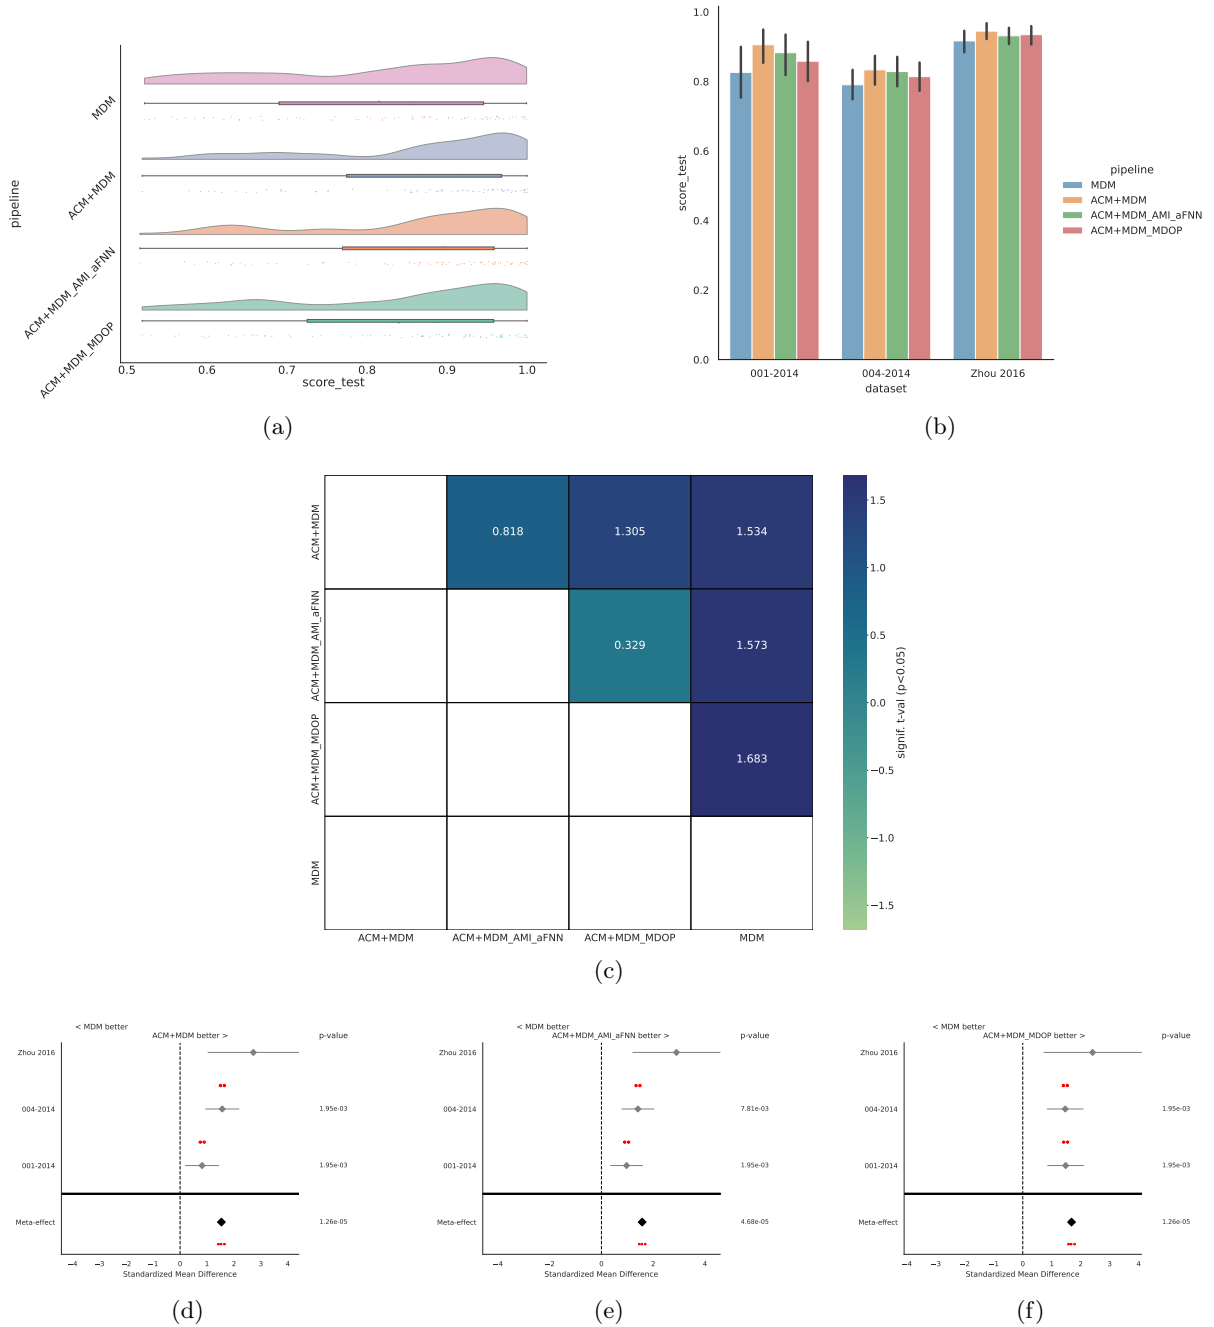 MDM
ACM+MDM
ACM+MDM_AMI_aFNN
ACM+MDM_MDOP
pipeline
0.5 0.6 0.7 0.8 0.9 1.0
score_test
(a)
1.0
0.8
0.6
0.4
0.2
0.0
score_test
001-2014 004-2014 Zhou 2016
dataset
pipeline
MDM
ACM+MDM
ACM+MDM_AMI_aFNN
ACM+MDM_MDOP
(b)
ACM+MDM
ACM+MDM_AMI_aFNN
ACM+MDM_MDOP
MDM
0.818 1.305 1.534
0.329 1.573
1.683
ACM+MDM ACM+MDM_AMI_aFNN ACM+MDM_MDOP MDM
1.5
1.0
0.5
0.0
−0.5
−1.0
−1.5
signif. t-val (p<0.05)
(c)
< MDM better
ACM+MDM better >
p-value
Zhou 2016
004-2014 1.95e-03
001-2014 1.95e-03
Meta-effect 1.26e-05
−4 −3 −2 −1 0 1 2 3 4
Standardized Mean Difference
(d)
< MDM better
ACM+MDM_AMI_aFNN better >
p-value
Zhou 2016
004-2014 7.81e-03
001-2014 1.95e-03
Meta-effect 4.68e-05
−4 −2 0 2 4
Standardized Mean Difference
(e)
< MDM better
ACM+MDM_MDOP better >
p-value
Zhou 2016
004-2014 1.95e-03
001-2014 1.95e-03
Meta-effect 1.26e-05
−4 −3 −2 −1 0 1 2 3 4
Standardized Mean Difference
(f)